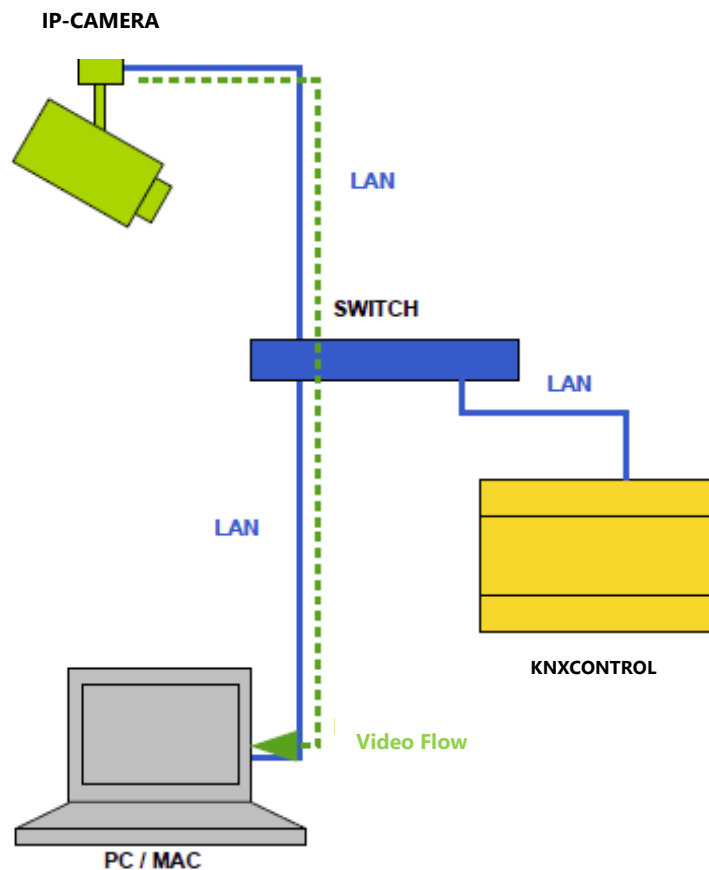 IP-CAMERA
LAN
SWITCH
LAN
LAN
KNXCONTROL
Video Flow
PC / MAC